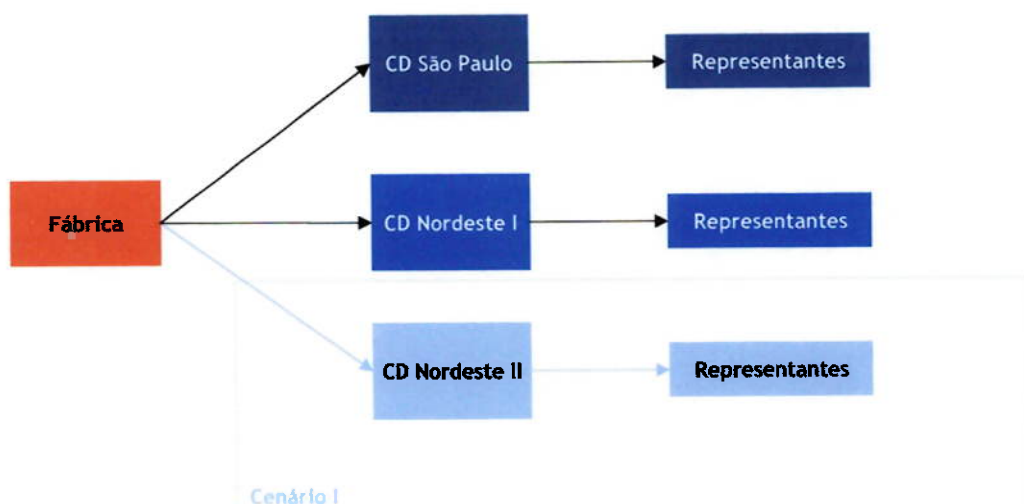 CD São Paulo
Representantes
Fábrica
CD Nordeste I
Representantes
CD Nordeste II
Representantes
Cenário I